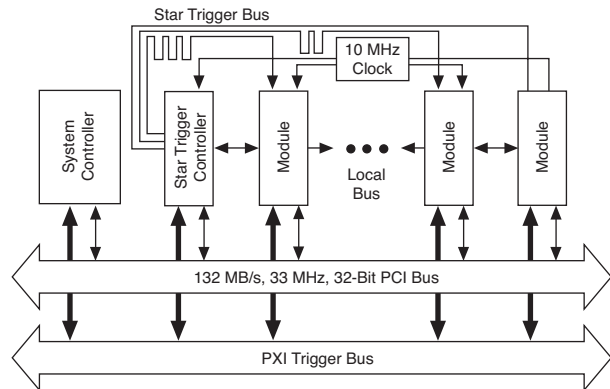 Star Trigger Bus
10 MHz
Clock
System
Controller
Star Trigger
Controller
Module
Local
Bus
Module
Module
132 MB/s, 33 MHz, 32-Bit PCI Bus
PXI Trigger Bus